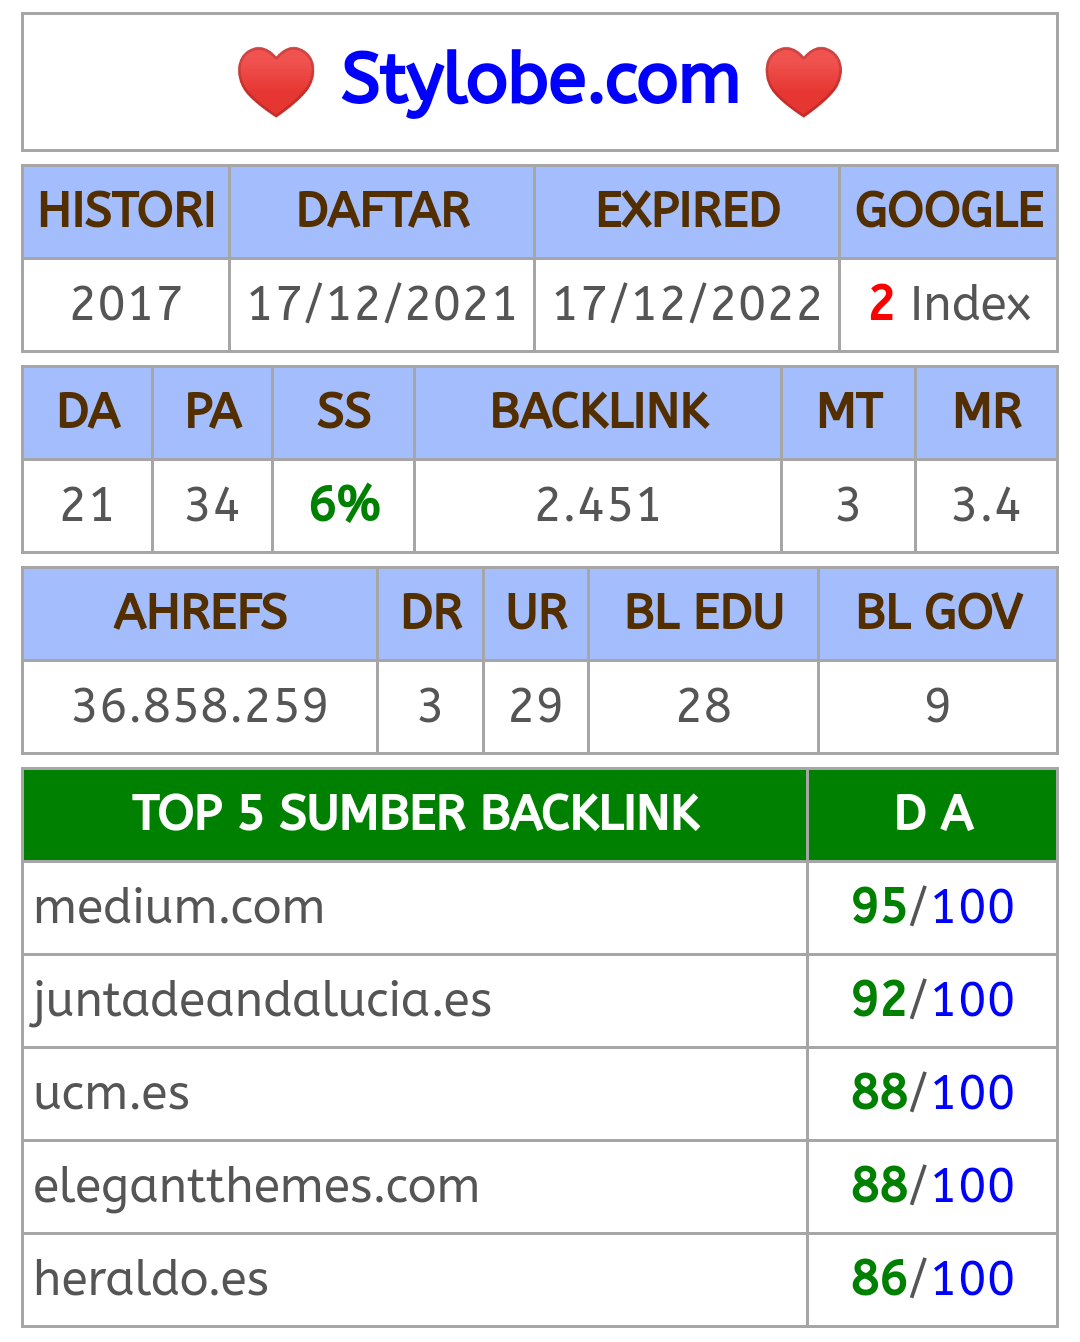 Stylobe.com
HISTORI DAFTAR EXPIRED GOOGLE
2017 17/12/2021 17/12/2022 2 Index
DA PA SS BACKLINK MT MR
21 34 6% 2.451 3 3.4
AHREFS DR UR BL EDU BL GOV
36.858.259 3 29 28 9
TOP 5 SUMBER BACKLINK D A
medium.com 95/100
juntadeandalucia.es 92/100
ucm.es 88/100
elegantthemes.com 88/100
heraldo.es 86/100